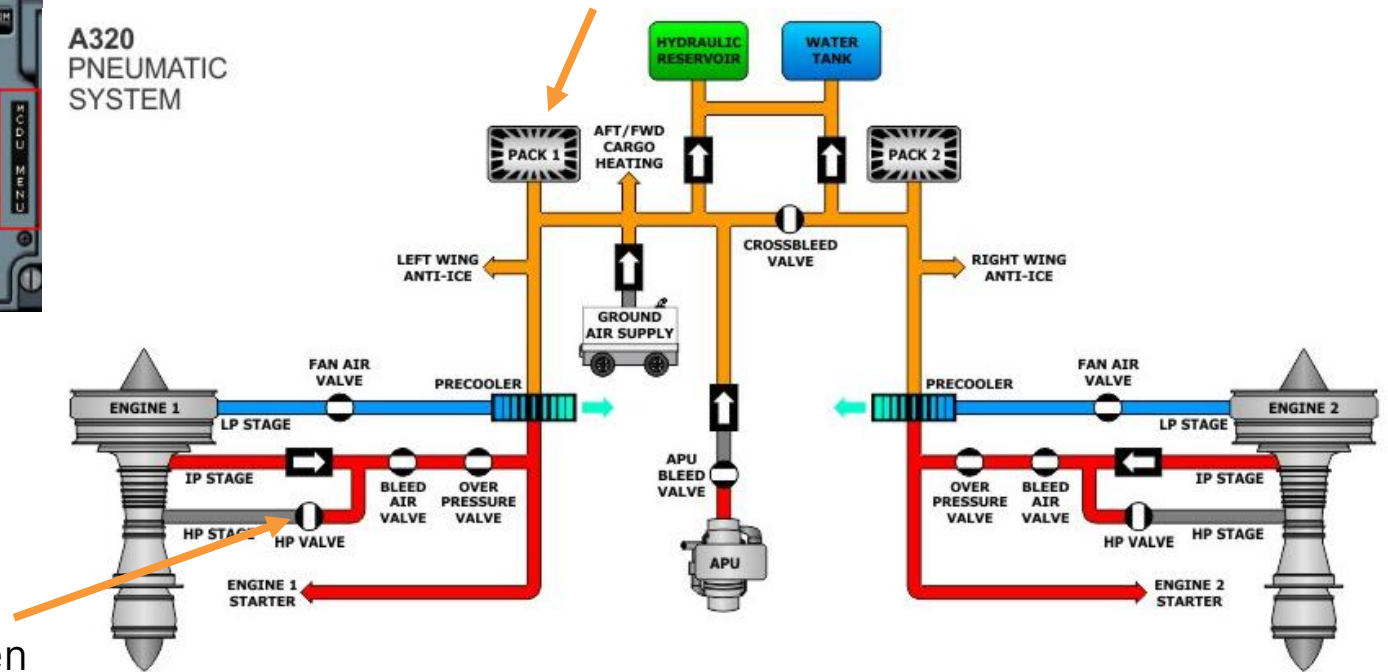 A320
PNEUMATIC
SYSTEM
MCDU MENU
HYDRAULIC
RESERVOIR
WATER
TANK
PACK 1
AFT/FWD
CARGO
HEATING
PACK 2
CROSSBLEED
VALVE
LEFT WING
ANTI-ICE
RIGHT WING
ANTI-ICE
GROUND
AIR SUPPLY
FAN AIR
VALVE
PRECOOLER
PRECOOLER
FAN AIR
VALVE
ENGINE 1
LP STAGE
ENGINE 2
LP STAGE
IP STAGE
BLEED
AIR
VALVE
OVER
PRESSURE
VALVE
APU
BLEED
VALVE
OVER
PRESSURE
VALVE
BLEED
AIR
VALVE
IP STAGE
HP STAGE
HP VALVE
HP VALVE
HP STAGE
APU
ENGINE 1
STARTER
ENGINE 2
STARTER
en